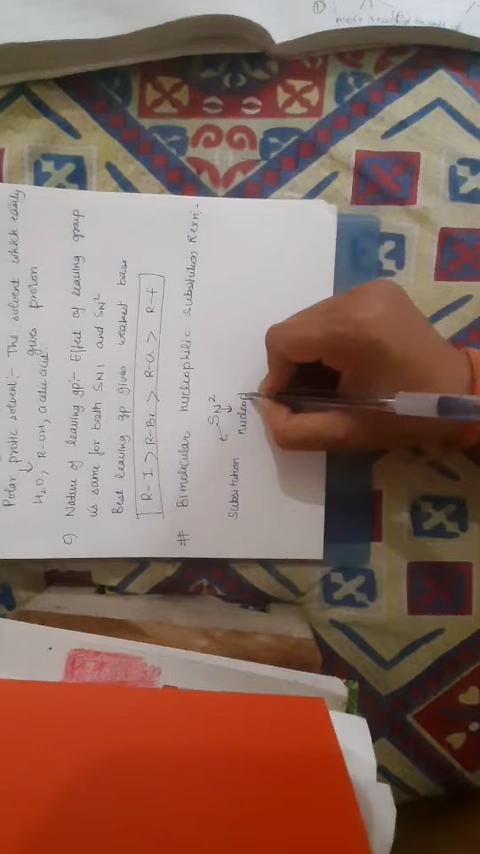 more
Polar protic solvent:- The solvent which easily
gives proton
H₂O, R-OH, acetic acid.
c) Nature of leaving gp:- Effect of leaving group
is same for both SN1 and SN²
Best leaving gp gives weakest base
R-I > R-Br > R-Cl > R-F
# Bimolecular nucleophilic substitution Rexn:-
SN²
Substitution nucleop